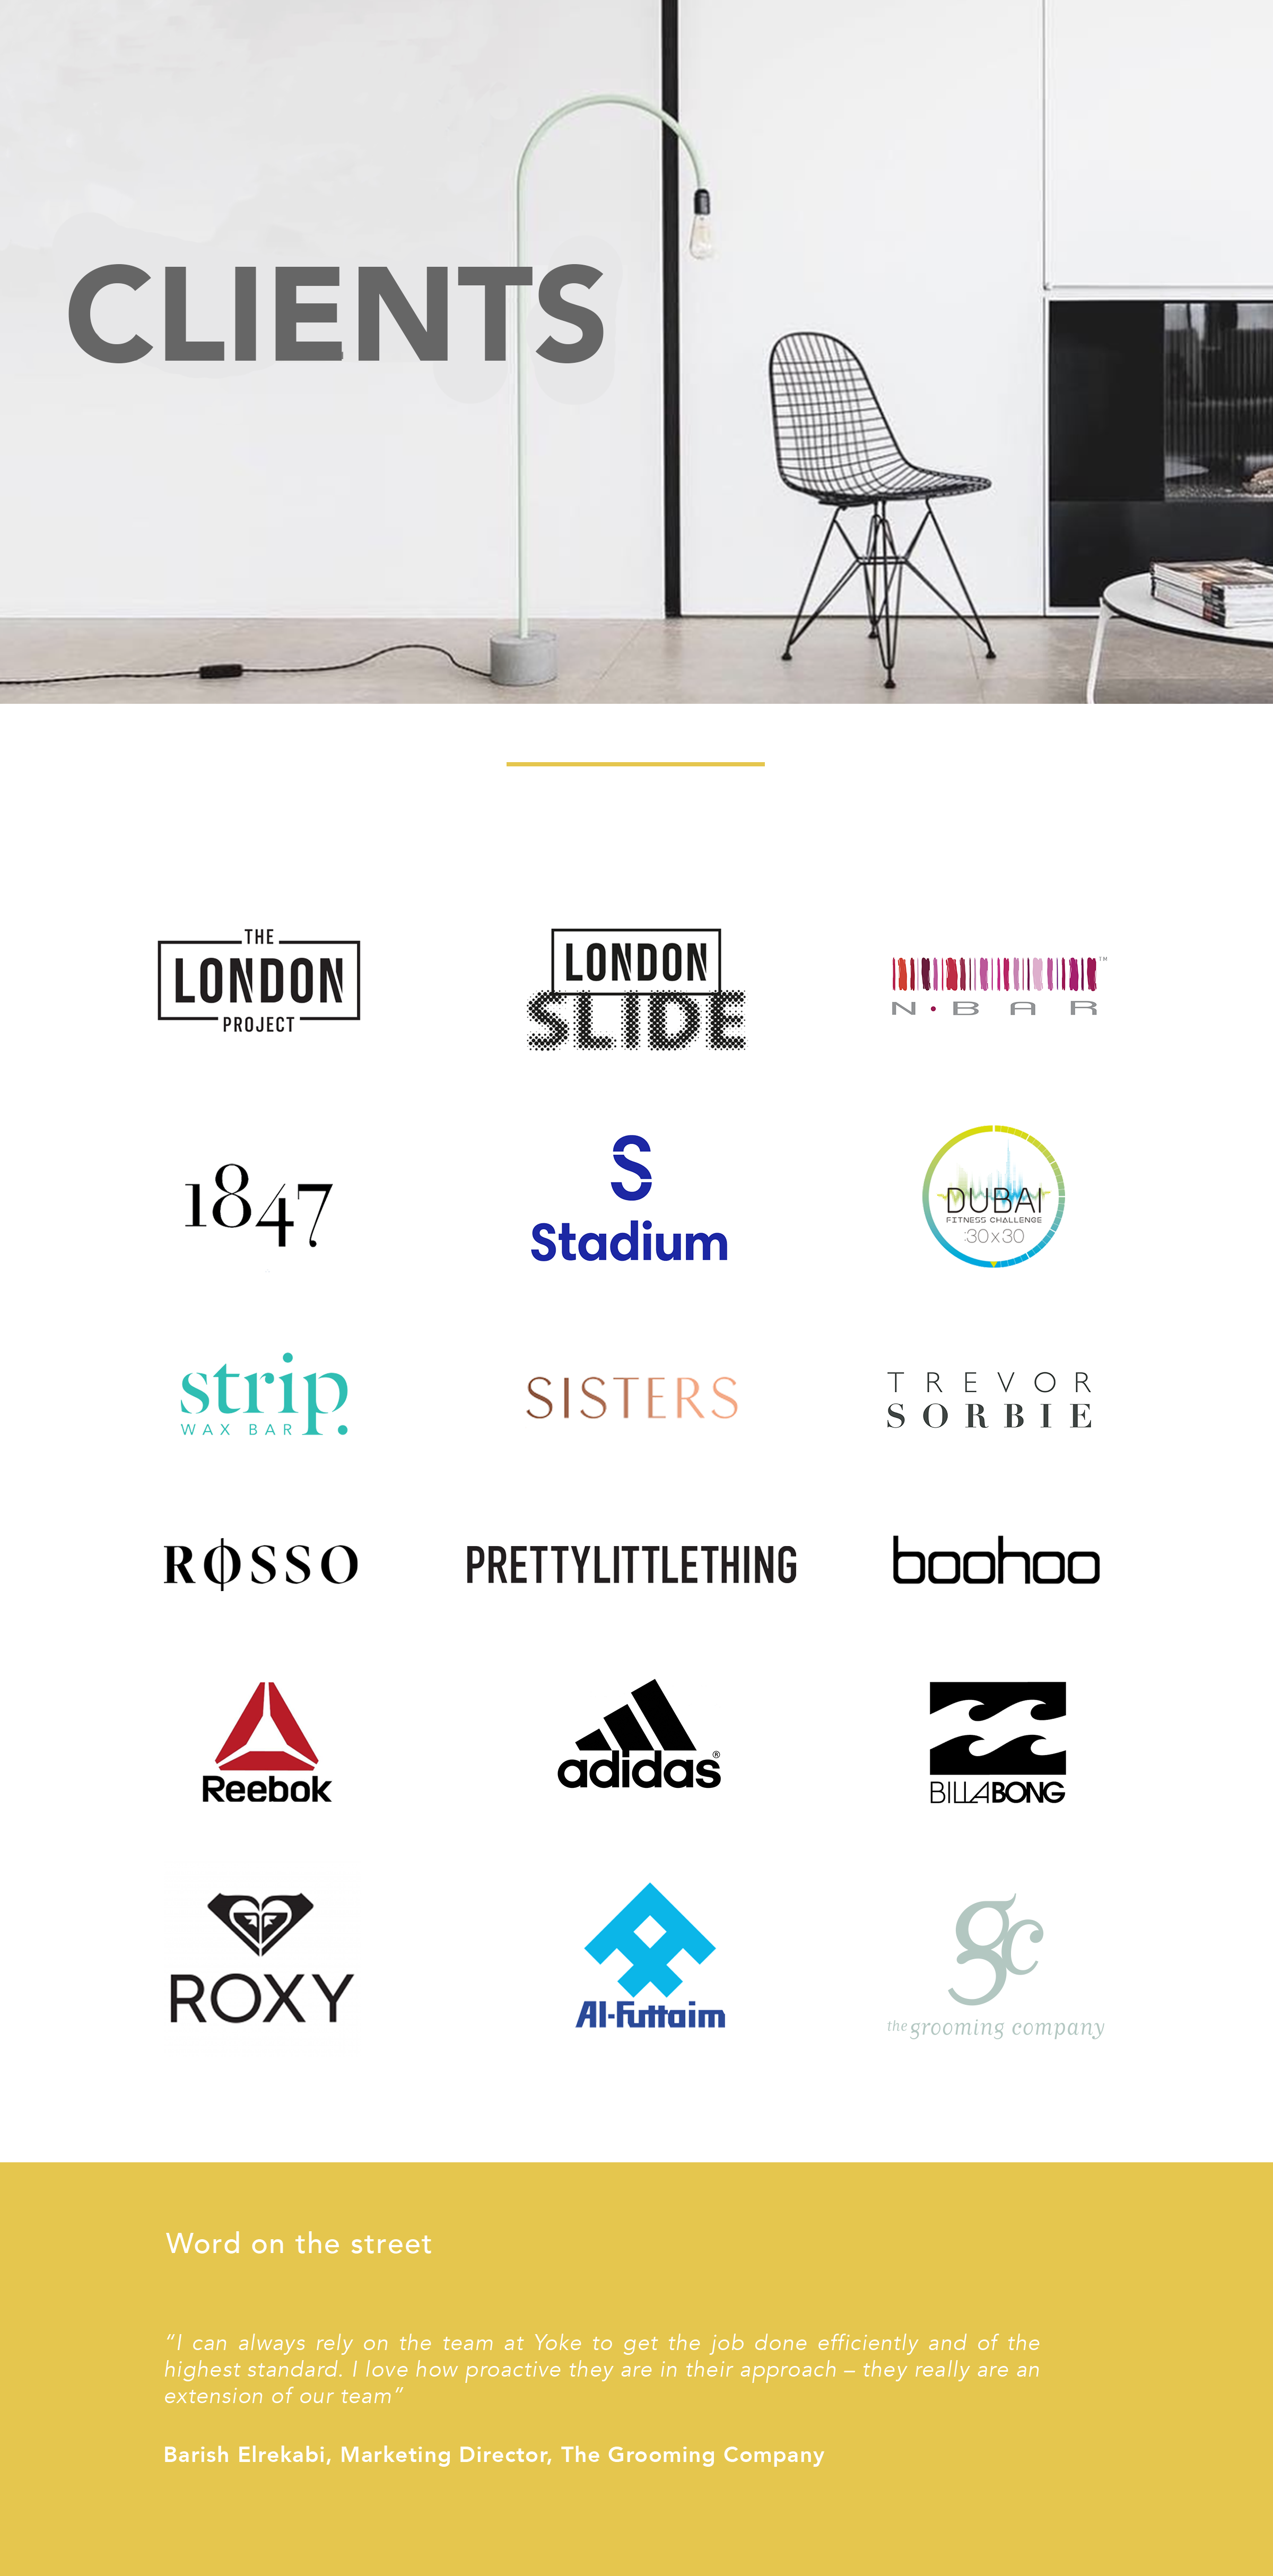 CLIENTS
THE
LONDON
PROJECT
LONDON
SLIDE
TM
N•BAR
1847
S
Stadium
DUBAI
FITNESS CHALLENGE
:30x30
strip.
WAX BAR
SISTERS
TREVOR
SORBIE
ROSSO
PRETTYLITTLETHING
boohoo
Reebok
adidas®
BILLABONG
ROXY
Al-Futtaim
gc
the grooming company
Word on the street
“I can always rely on the team at Yoke to get the job done efficiently and of the
highest standard. I love how proactive they are in their approach – they really are an
extension of our team”
Barish Elrekabi, Marketing Director, The Grooming Company